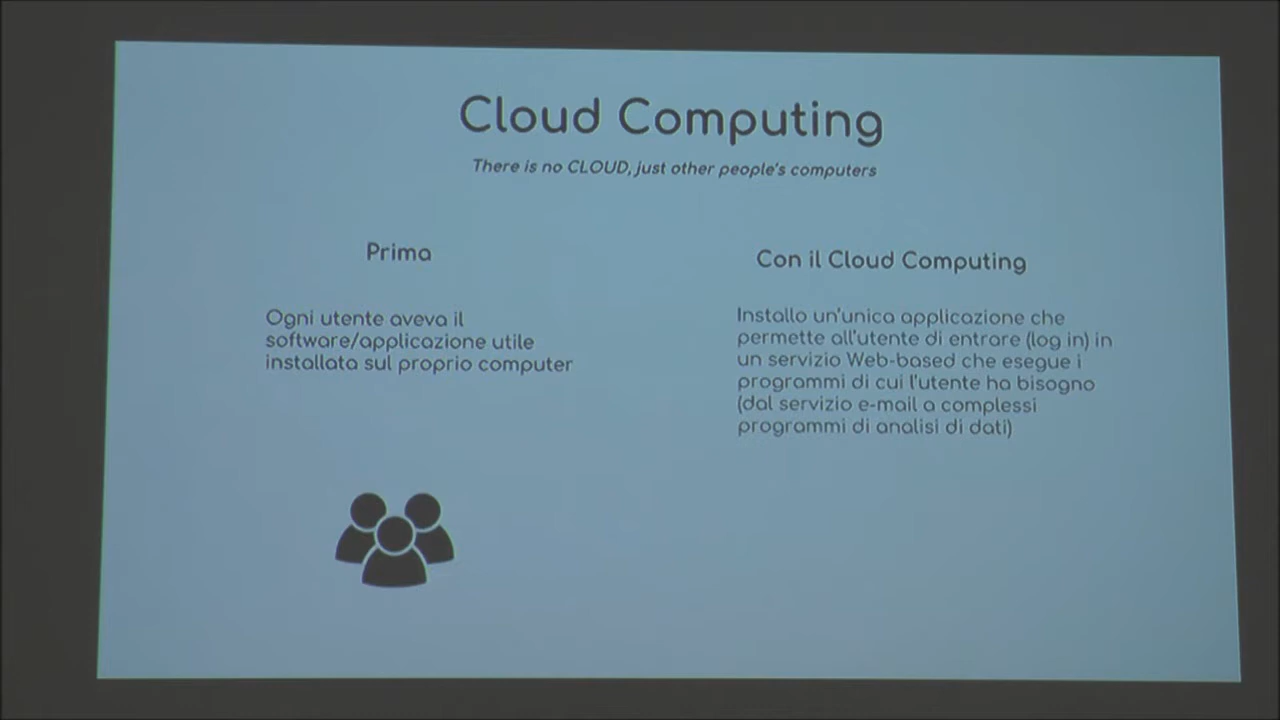 Cloud Computing
There is no CLOUD, just other people's computers
Prima
Ogni utente aveva il
software/applicazione utile
installata sul proprio computer
Con il Cloud Computing
Installo un'unica applicazione che
permette all'utente di entrare (log in) in
un servizio Web-based che esegue i
programmi di cui l'utente ha bisogno
(dal servizio e-mail a complessi
programmi di analisi di dati)